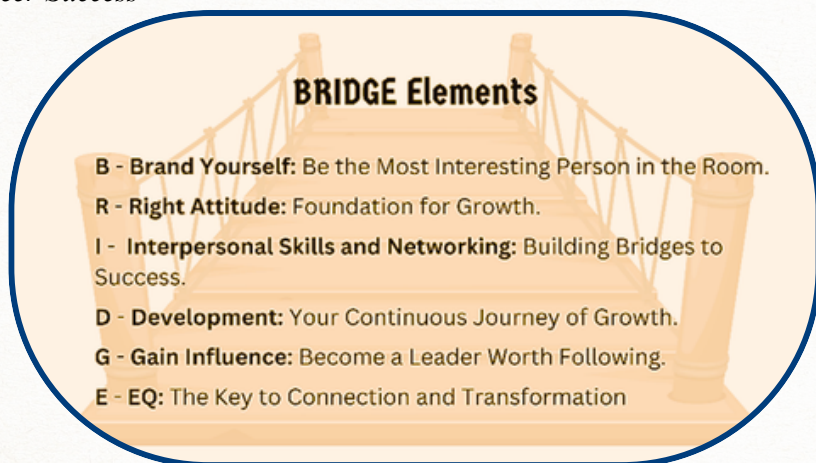 Success
BRIDGE Elements
B - Brand Yourself: Be the Most Interesting Person in the Room.
R - Right Attitude: Foundation for Growth.
I - Interpersonal Skills and Networking: Building Bridges to
Success.
D - Development: Your Continuous Journey of Growth.
G - Gain Influence: Become a Leader Worth Following.
E - EQ: The Key to Connection and Transformation